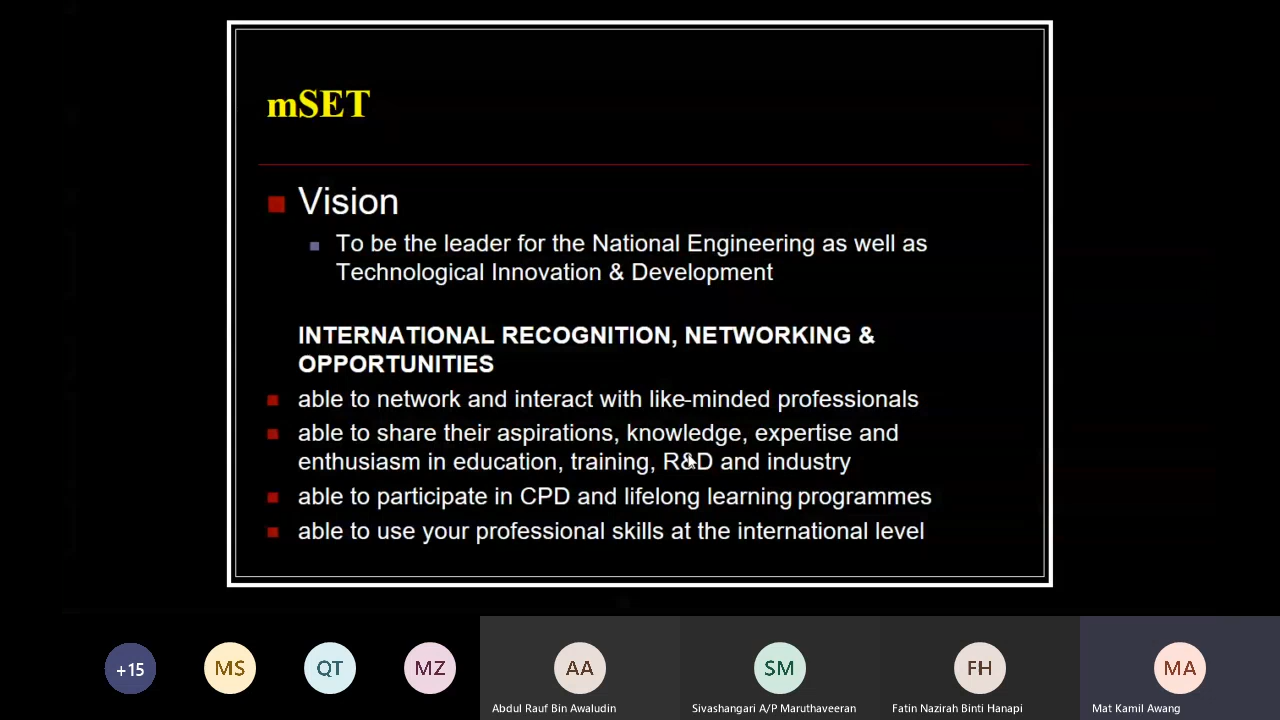 mSET
Vision
To be the leader for the National Engineering as well as
Technological Innovation & Development
INTERNATIONAL RECOGNITION, NETWORKING &
OPPORTUNITIES
able to network and interact with like-minded professionals
able to share their aspirations, knowledge, expertise and
enthusiasm in education, training, R&D and industry
able to participate in CPD and lifelong learning programmes
able to use your professional skills at the international level
+15
MS
QT
MZ
AA
SM
FH
MA
Abdul Rauf Bin Awaludin
Sivashangari A/P Maruthaveeran
Fatin Nazirah Binti Hanapi
Mat Kamil Awang